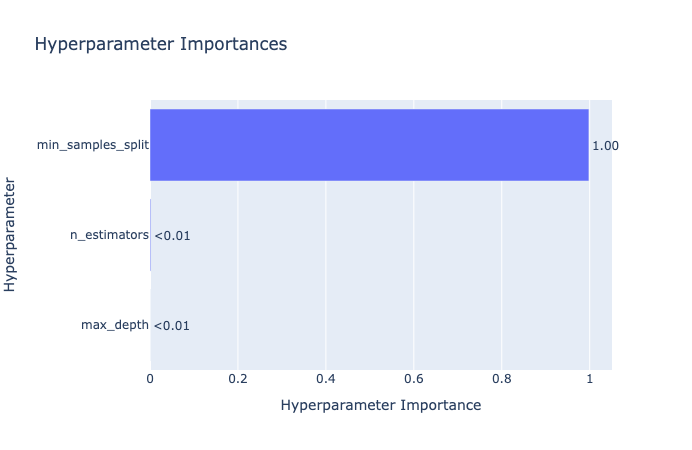 Hyperparameter Importances
Hyperparameter
min_samples_split
1.00
n_estimators
<0.01
max_depth
<0.01
0 0.2 0.4 0.6 0.8 1
Hyperparameter Importance